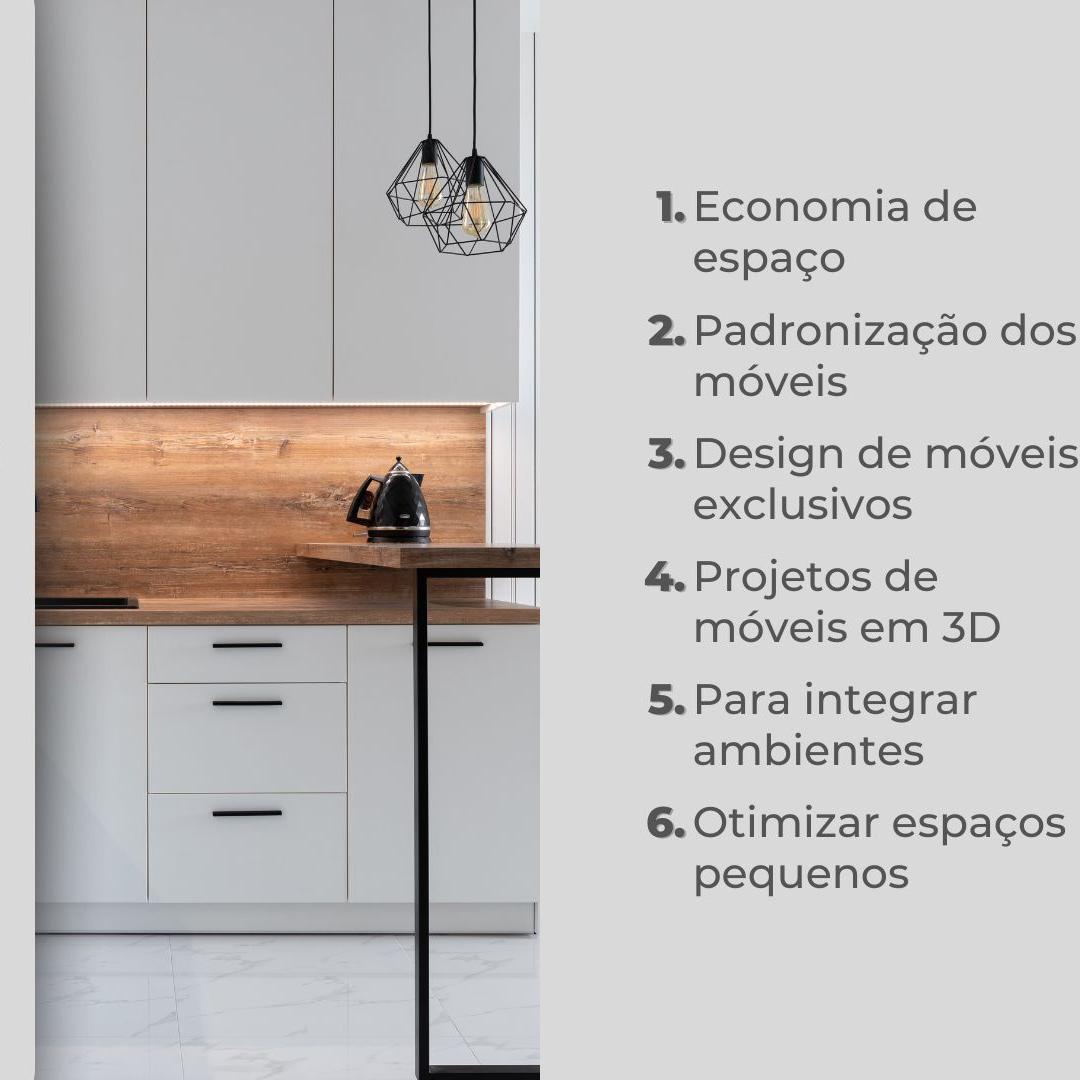 1. Economia de
espaço
2. Padronização dos
móveis
3. Design de móveis
exclusivos
4. Projetos de
móveis em 3D
5. Para integrar
ambientes
6. Otimizar espaços
pequenos